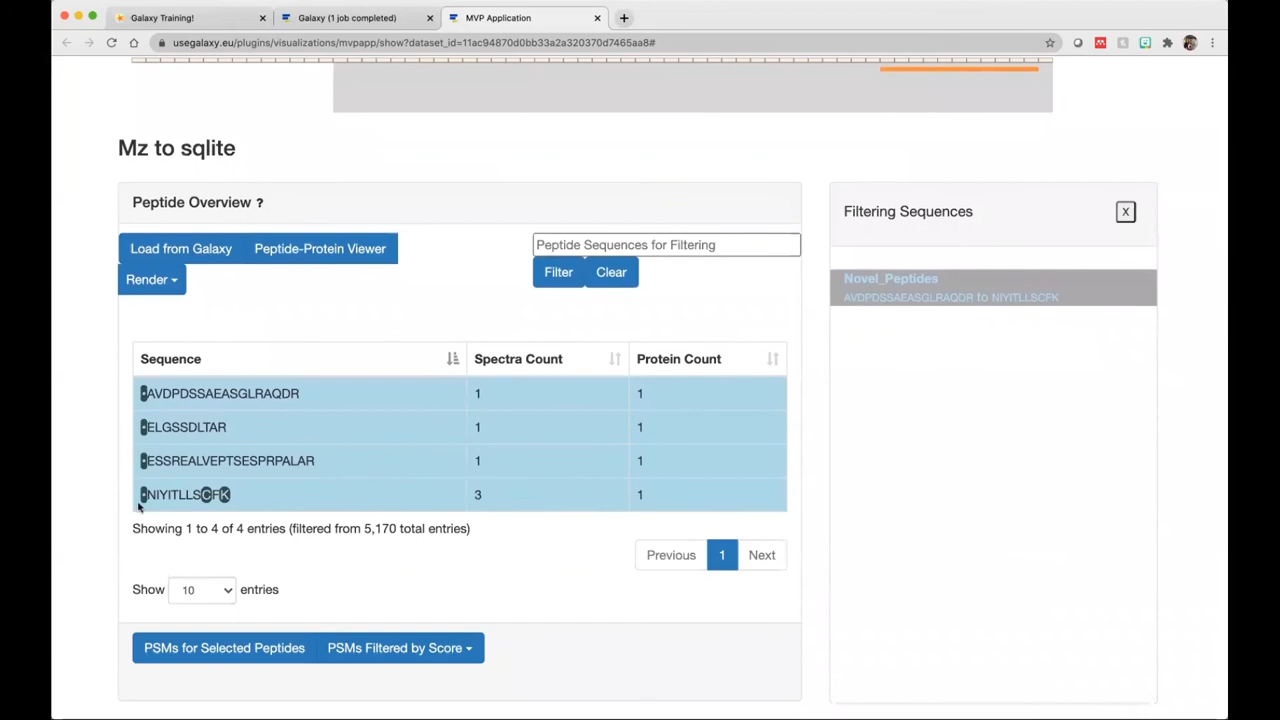 Galaxy Training!
Galaxy (1 job completed)
MVP Application
usegalaxy.eu/plugins/visualizations/mvpapp/show?dataset_id=11ac94870d0bb33a2a320370d7465aa8#
Mz to sqlite
Peptide Overview ?
Filtering Sequences
X
Load from Galaxy
Peptide-Protein Viewer
Peptide Sequences for Filtering
Render
Filter
Clear
Novel_Peptides
AVDPDSSAEASGLRAQDR to NIYITLLSCFK
Sequence Spectra Count Protein Count
AVDPDSSAEASGLRAQDR 1 1
ELGSSDLTAR 1 1
ESSREALVEPTSESPRPALAR 1 1
NIYITLLSCFK 3 1
Showing 1 to 4 of 4 entries (filtered from 5,170 total entries)
Previous 1 Next
Show 10 entries
PSMs for Selected Peptides
PSMs Filtered by Score